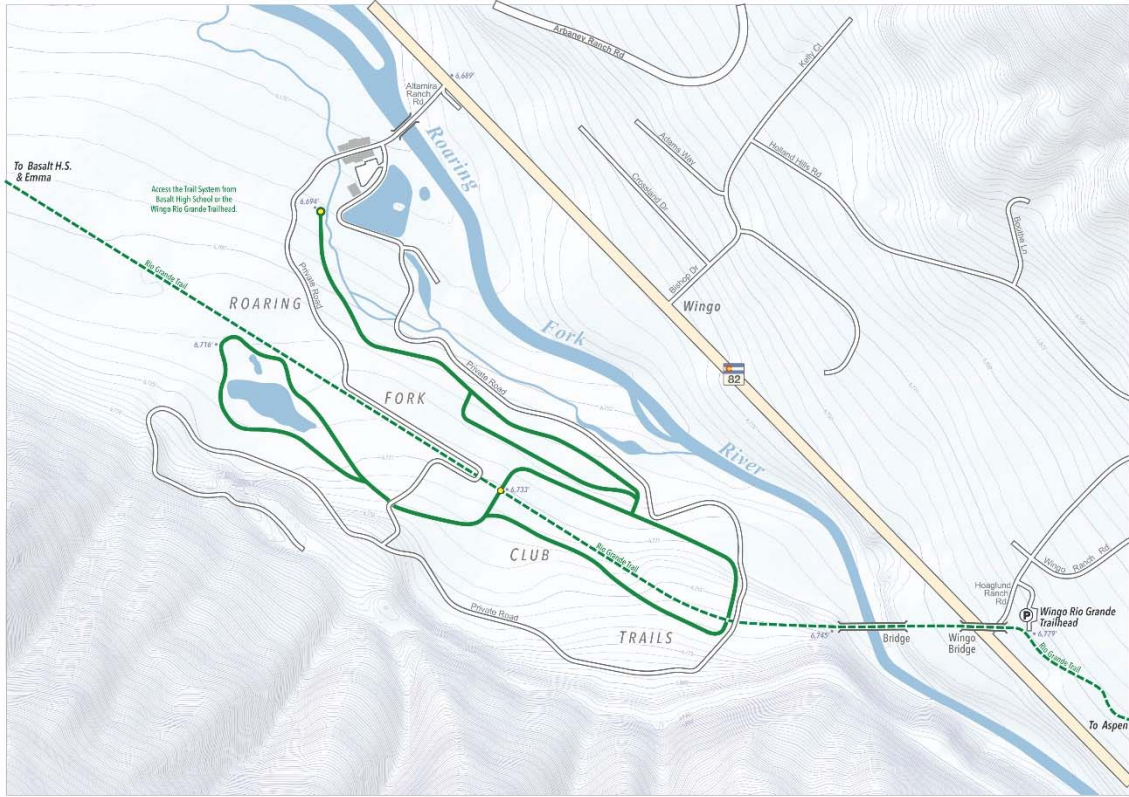 Arbaney Ranch Rd
Kelly Ct
6,689'
Altamira
Ranch
Rd
Roaring
Adams Way
Holland Hills Rd
To Basalt H.S.
& Emma
Access the Trail System from
Basalt High School or the
Wingo Rio Grande Trailhead.
6,694'
Crossland Dr
Boothe Ln
Rio Grande Trail
Private Road
Bishop Dr
ROARING
Wingo
Fork
6,716'
Private Road
82
FORK
River
6,733'
CLUB
Rio Grande Trail
Wingo Ranch Rd
Hoaglund
Ranch
Rd
Private Road
P
Wingo Rio Grande
Trailhead
6,779'
TRAILS
6,745'
Bridge
Wingo
Bridge
Rio Grande Trail
To Aspen